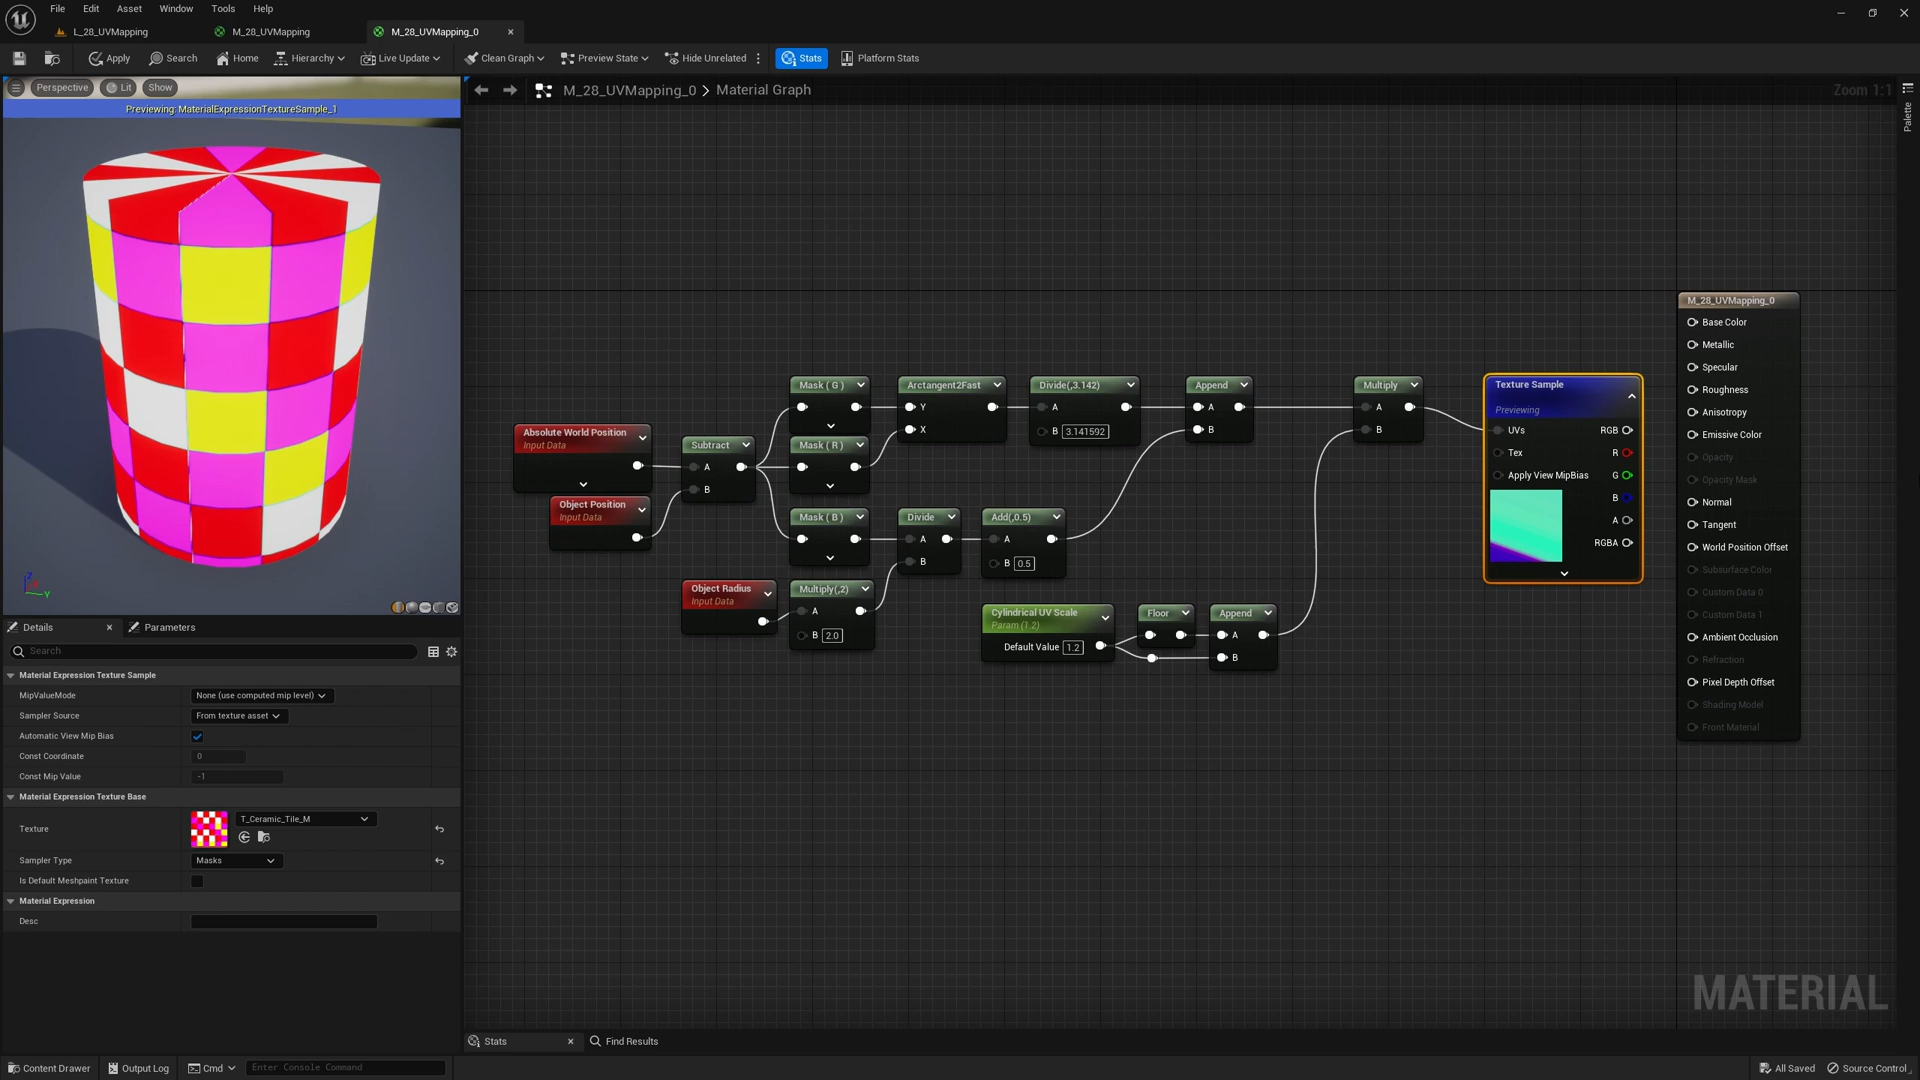 File Edit Asset Window Tools Help
L_28_UVMapping M_28_UVMapping M_28_UVMapping_0
Apply Search Home Hierarchy Live Update Clean Graph Preview State Hide Unrelated Stats Platform Stats
Perspective Lit Show
Previewing: MaterialExpressionTextureSample_1
M_28_UVMapping_0 > Material Graph
Zoom 1:1
Palette
Absolute World Position
Input Data
Object Position
Input Data
Subtract
A
B
Mask ( G )
Mask ( R )
Mask ( B )
Object Radius
Input Data
Multiply(,2)
A
B 2.0
Arctangent2Fast
Y
X
Divide(,3.142)
A
B 3.141592
Divide
A
B
Add(,0.5)
A
B 0.5
Append
A
B
Cylindrical UV Scale
Param (1.2)
Default Value 1.2
Floor
Append
A
B
Multiply
A
B
Texture Sample
Previewing
UVs RGB
Tex R
Apply View MipBias G
B
A
RGBA
M_28_UVMapping_0
Base Color
Metallic
Specular
Roughness
Anisotropy
Emissive Color
Opacity
Opacity Mask
Normal
Tangent
World Position Offset
Subsurface Color
Custom Data 0
Custom Data 1
Ambient Occlusion
Refraction
Pixel Depth Offset
Shading Model
Front Material
Z
Y
Details Parameters
Search
Material Expression Texture Sample
MipValueMode None (use computed mip level)
Sampler Source From texture asset
Automatic View Mip Bias
Const Coordinate 0
Const Mip Value -1
Material Expression Texture Base
Texture T_Ceramic_Tile_M
Sampler Type Masks
Is Default Meshpaint Texture
Material Expression
Desc
MATERIAL
Stats Find Results
Content Drawer Output Log Cmd Enter Console Command All Saved Source Control